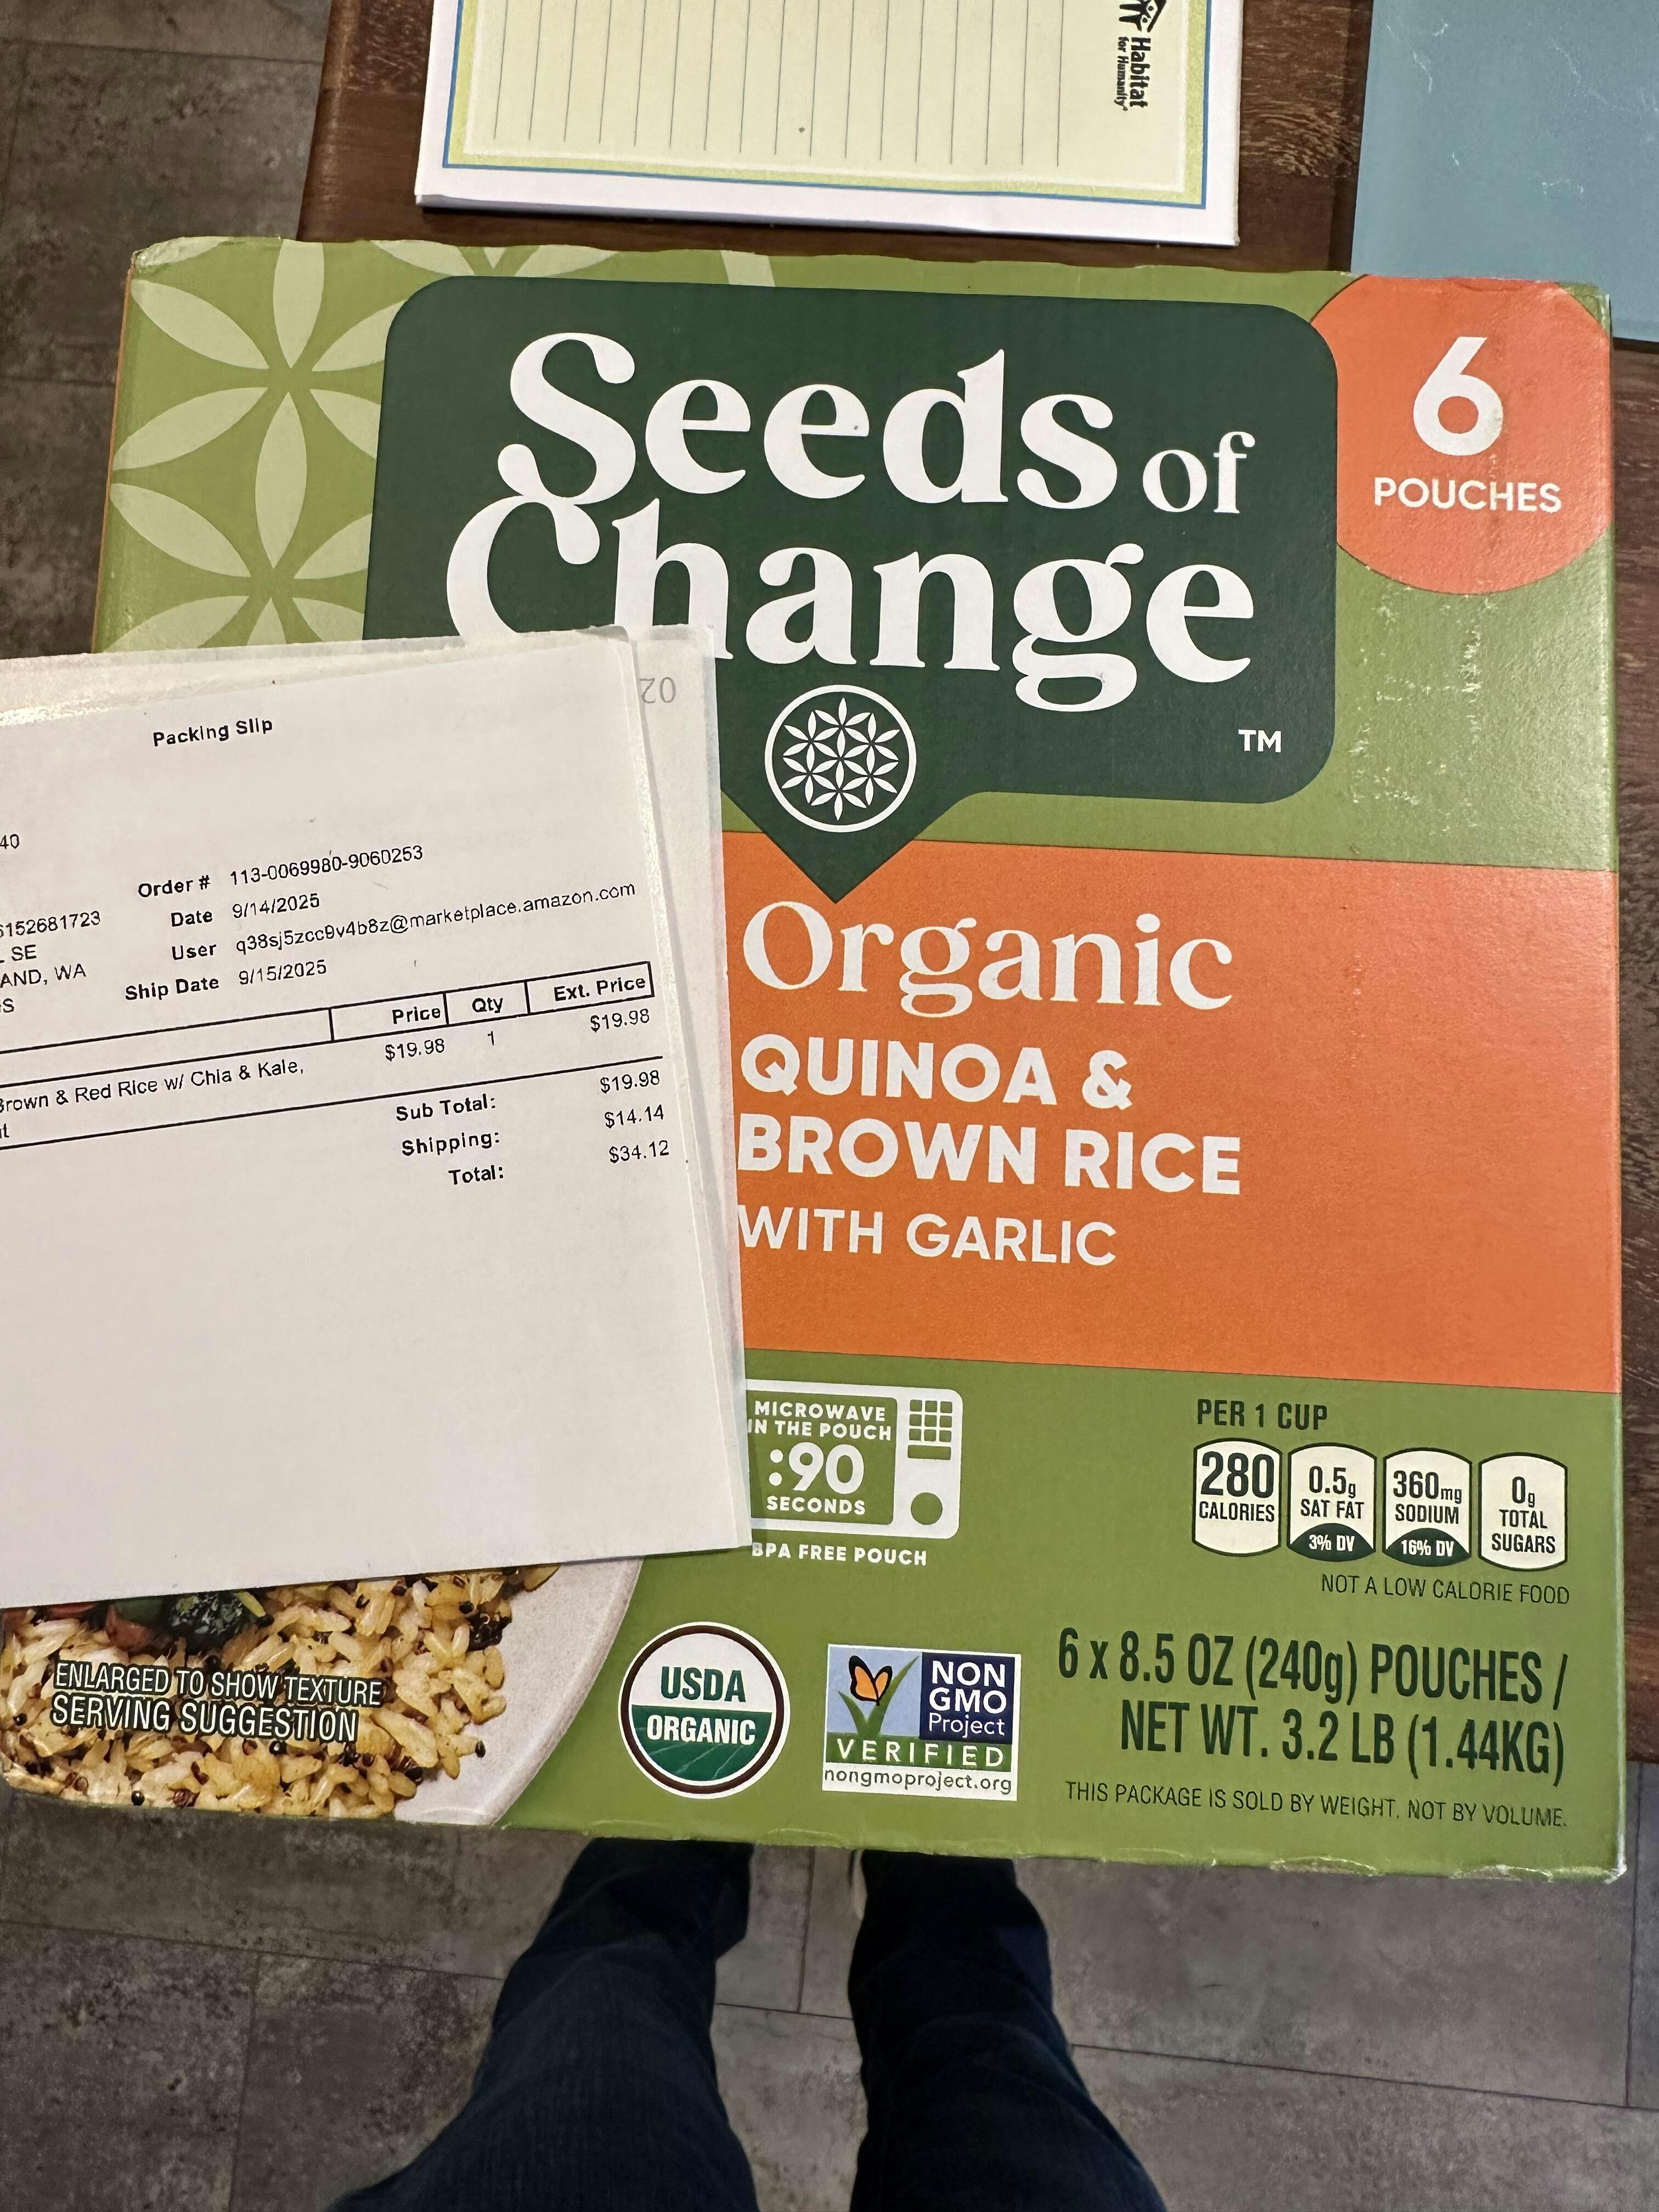 Habitat
for Humanity®
Seeds of
Change
TM
6
POUCHES
02
Packing Slip
40
Order # 113-0069980-9060253
6152681723
Date 9/14/2025
SE
User q38sj5zcc9v4b8z@marketplace.amazon.com
AND, WA
Ship Date 9/15/2025
Price Qty Ext. Price
Brown & Red Rice w/ Chia & Kale, $19.98 1 $19.98
Sub Total: $19.98
Shipping: $14.14
Total: $34.12
Organic
QUINOA &
BROWN RICE
WITH GARLIC
MICROWAVE
IN THE POUCH
:90
SECONDS
BPA FREE POUCH
PER 1 CUP
280
CALORIES
0.5g
SAT FAT
3% DV
360mg
SODIUM
16% DV
0g
TOTAL
SUGARS
NOT A LOW CALORIE FOOD
ENLARGED TO SHOW TEXTURE
SERVING SUGGESTION
USDA
ORGANIC
NON
GMO
Project
VERIFIED
nongmoproject.org
6 x 8.5 OZ (240g) POUCHES /
NET WT. 3.2 LB (1.44KG)
THIS PACKAGE IS SOLD BY WEIGHT, NOT BY VOLUME.